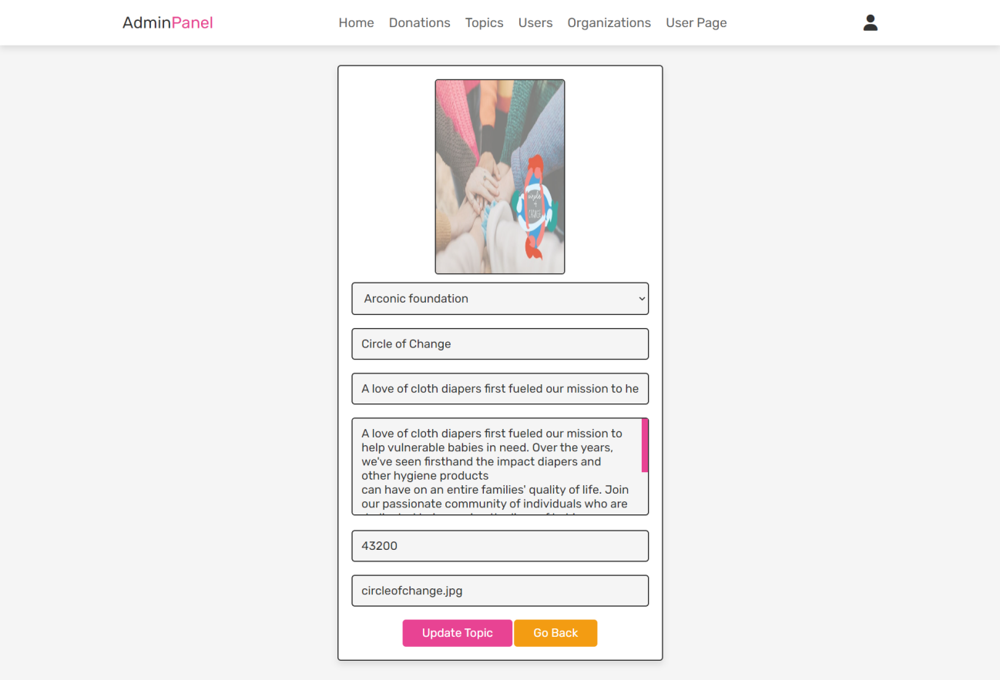 AdminPanel
Home Donations Topics Users Organizations User Page
CHANGE
Arconic foundation
Circle of Change
A love of cloth diapers first fueled our mission to he
A love of cloth diapers first fueled our mission to
help vulnerable babies in need. Over the years,
we've seen firsthand the impact diapers and
other hygiene products
can have on an entire families' quality of life. Join
our passionate community of individuals who are
43200
circleofchange.jpg
Update Topic Go Back